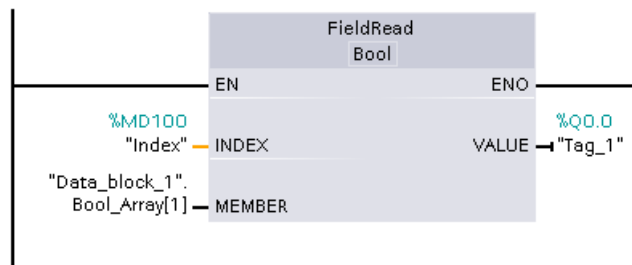 FieldRead
Bool
EN ENO
%MD100 %Q0.0
"Index" INDEX VALUE "Tag_1"
"Data_block_1".
Bool_Array[1] MEMBER